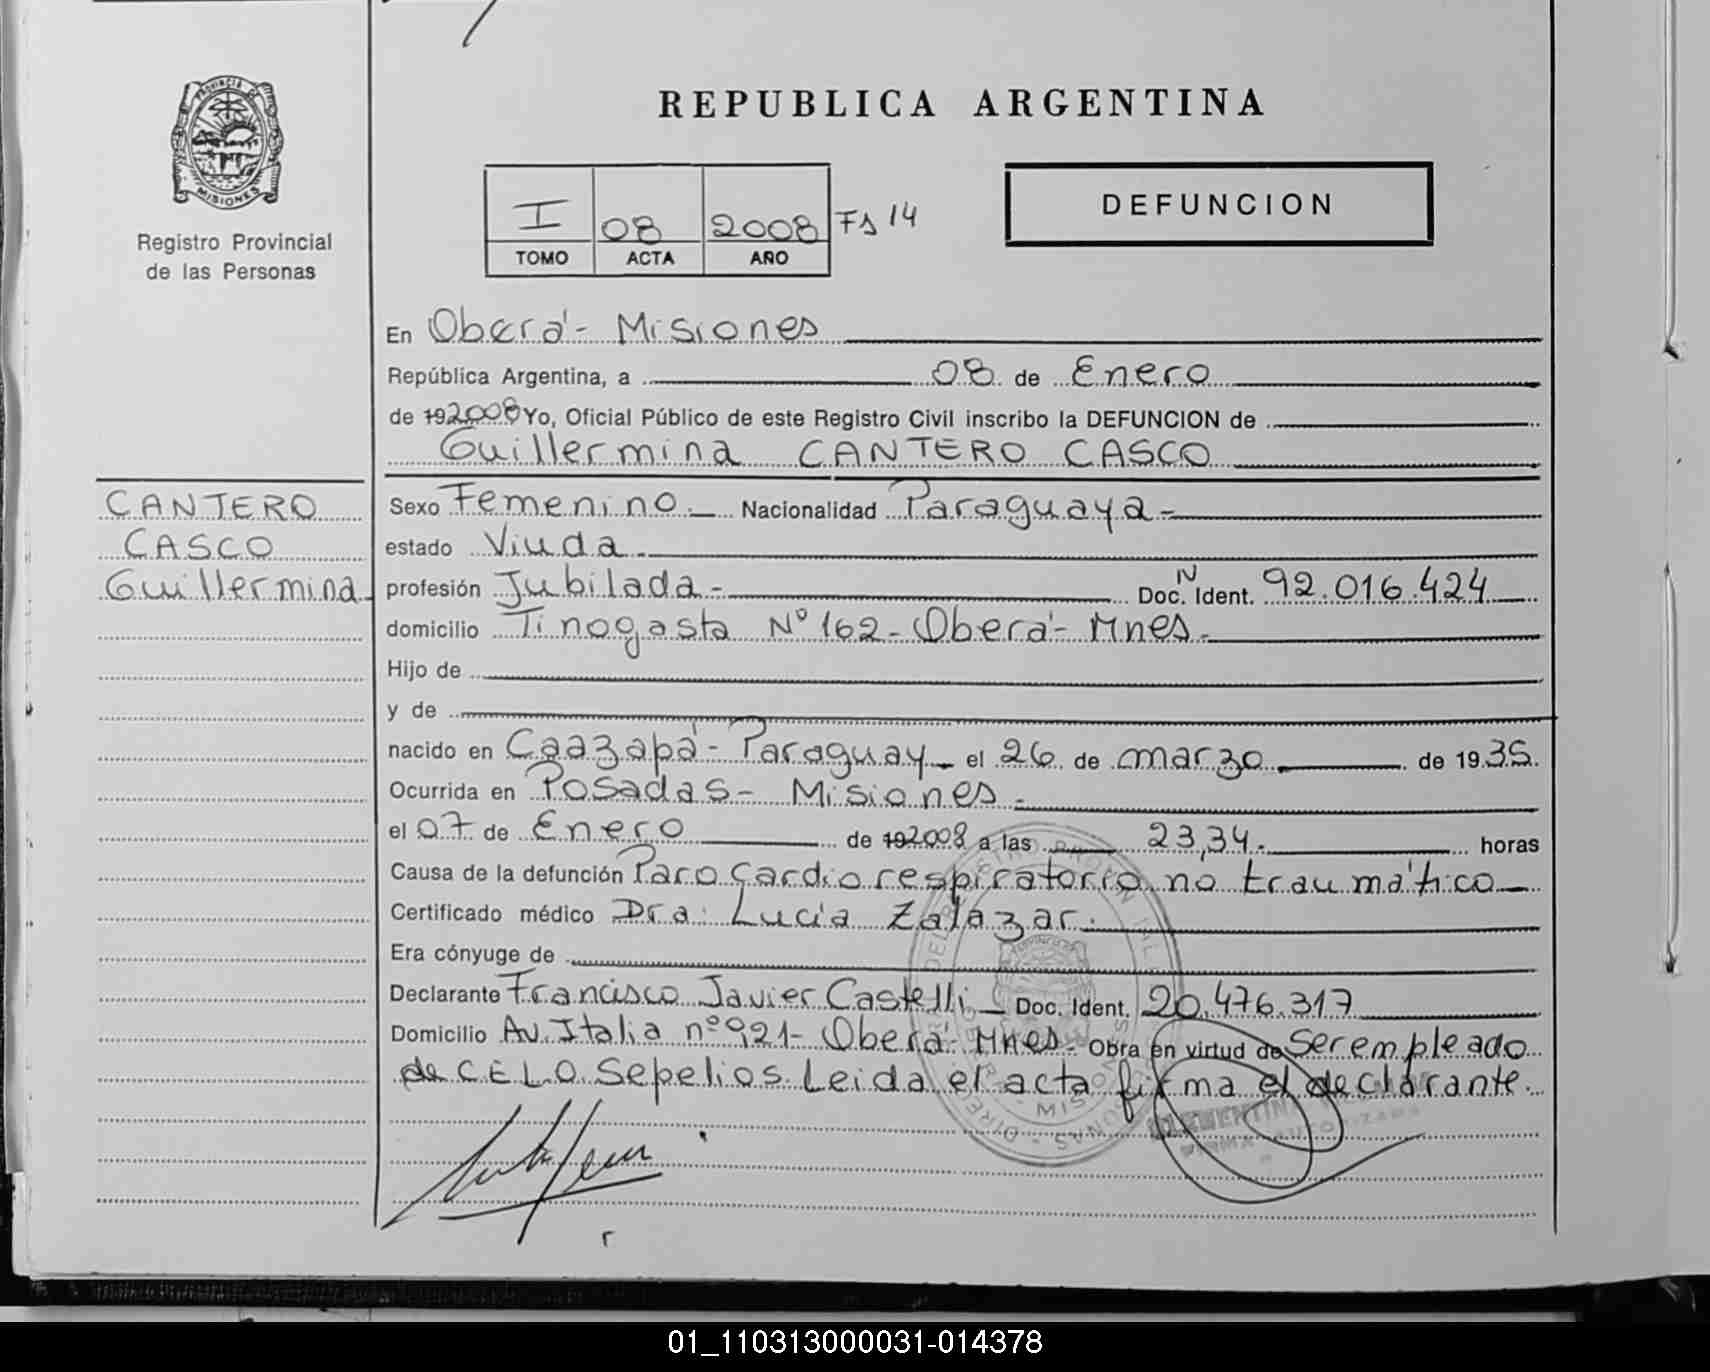 REPUBLICA ARGENTINA
PROVINCIA DE
MISIONES
Registro Provincial
de las Personas
DEFUNCION
I 08 2008 Fs 14
TOMO ACTA AÑO
En Oberá - Misiones
República Argentina, a 08 de Enero
de 192008 Yo, Oficial Público de este Registro Civil inscribo la DEFUNCION de
Guillermina CANTERO CASCO
CANTERO
CASCO
Guillermina
Sexo Femenino.- Nacionalidad Paraguaya -
estado Viuda.-
profesión Jubilada - Doc. N Ident. 92.016.424
domicilio Tinogasta Nº 162 - Oberá - Mnes.-
Hijo de
y de
nacido en Caazapá - Paraguay - el 26 de marzo de 1935.
Ocurrida en Posadas - Misiones -
el 07 de Enero de 192008 a las 23,34. horas
Causa de la defunción Paro Cardiorespiratorio no traumático
Certificado médico Dra. Lucia Zalazar.
Era cónyuge de
Declarante Francisco Javier Castelli - Doc. Ident. 20.476.317
Domicilio Av. Italia nº 921 - Oberá - Mnes - Obra en virtud de Ser empleado
de C.E.L.O. Sepelios. Leida el acta firma el declarante.
01_110313000031-014378